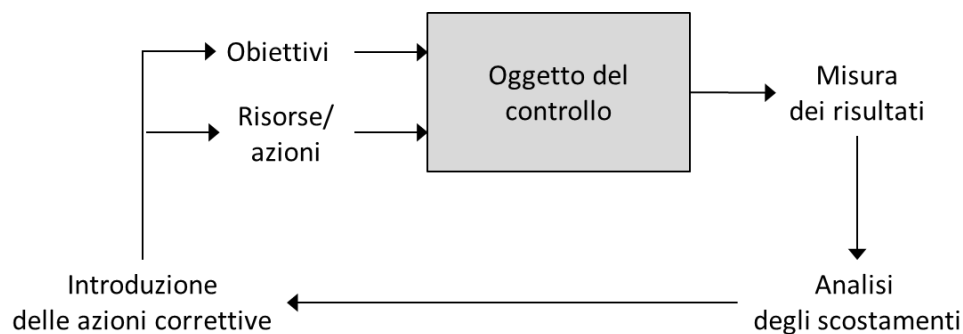 Obiettivi
Risorse/
azioni
Oggetto del
controllo
Misura
dei risultati
Analisi
degli scostamenti
Introduzione
delle azioni correttive